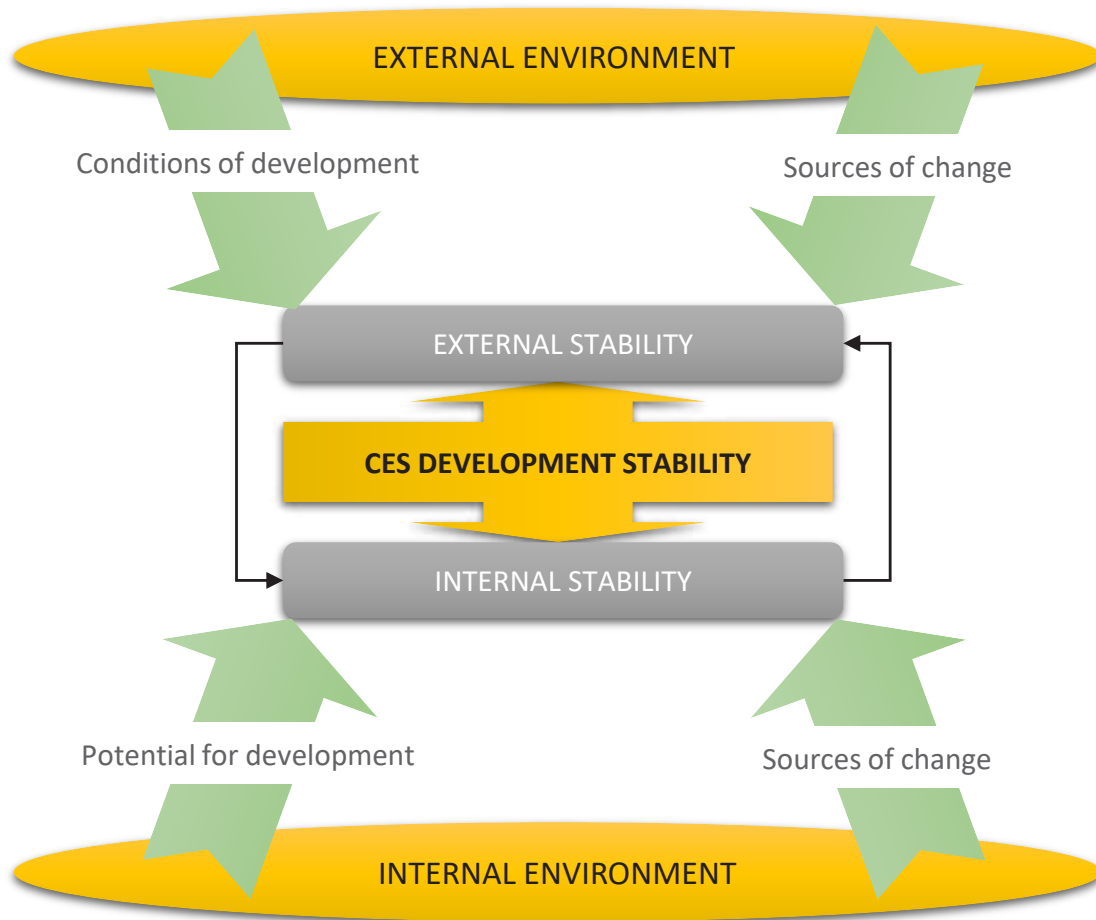 EXTERNAL ENVIRONMENT
Conditions of development
Sources of change
EXTERNAL STABILITY
CES DEVELOPMENT STABILITY
INTERNAL STABILITY
Potential for development
Sources of change
INTERNAL ENVIRONMENT